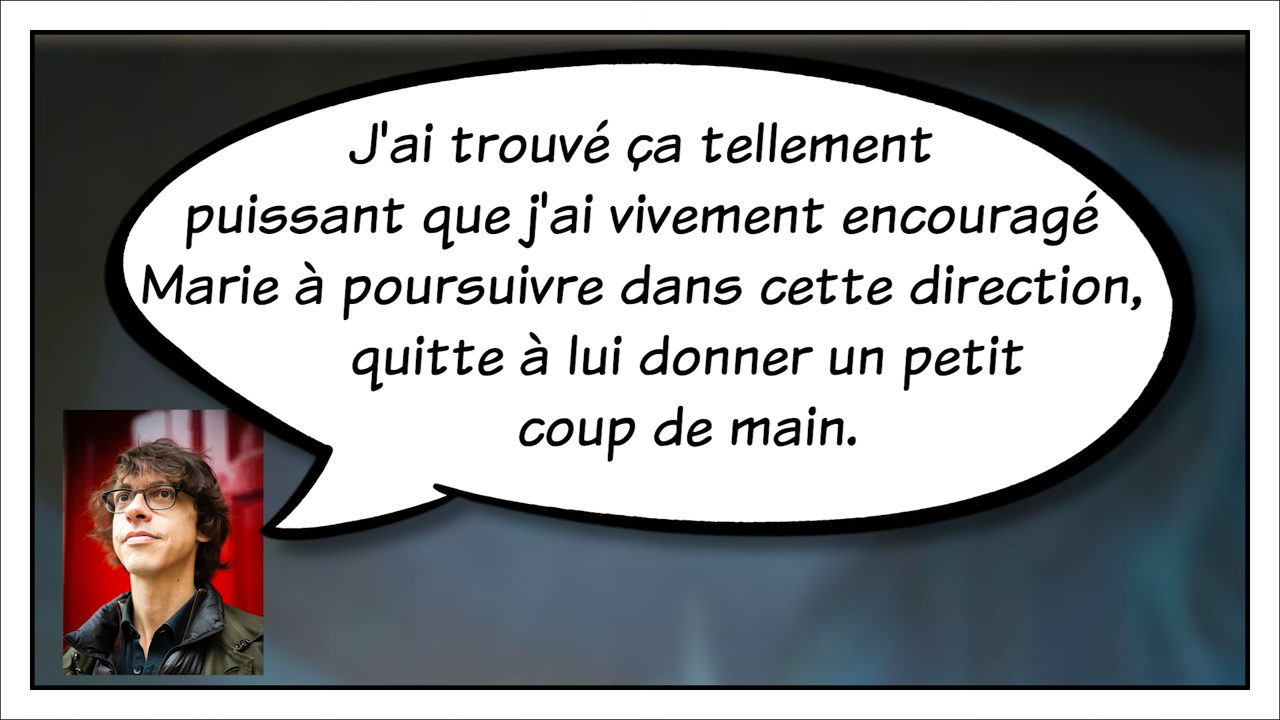 J'ai trouvé ça tellement
puissant que j'ai vivement encouragé
Marie à poursuivre dans cette direction,
quitte à lui donner un petit
coup de main.